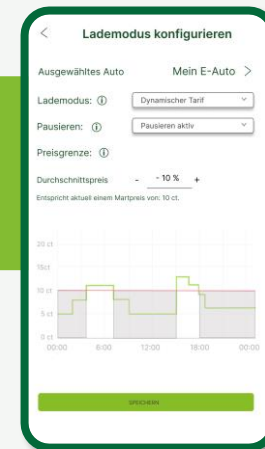 Lademodus konfigurieren
Ausgewähltes Auto Mein E-Auto >
Lademodus: Dynamischer Tarif
Pausieren: Pausieren aktiv
Preisgrenze:
Durchschnittspreis - - 10 % +
Entspricht aktuell einem Martpreis von: 10 ct.
20 ct
15ct
10 ct
5 ct
0 ct
00:00 6:00 12:00 18:00 00:00
SPEICHERN